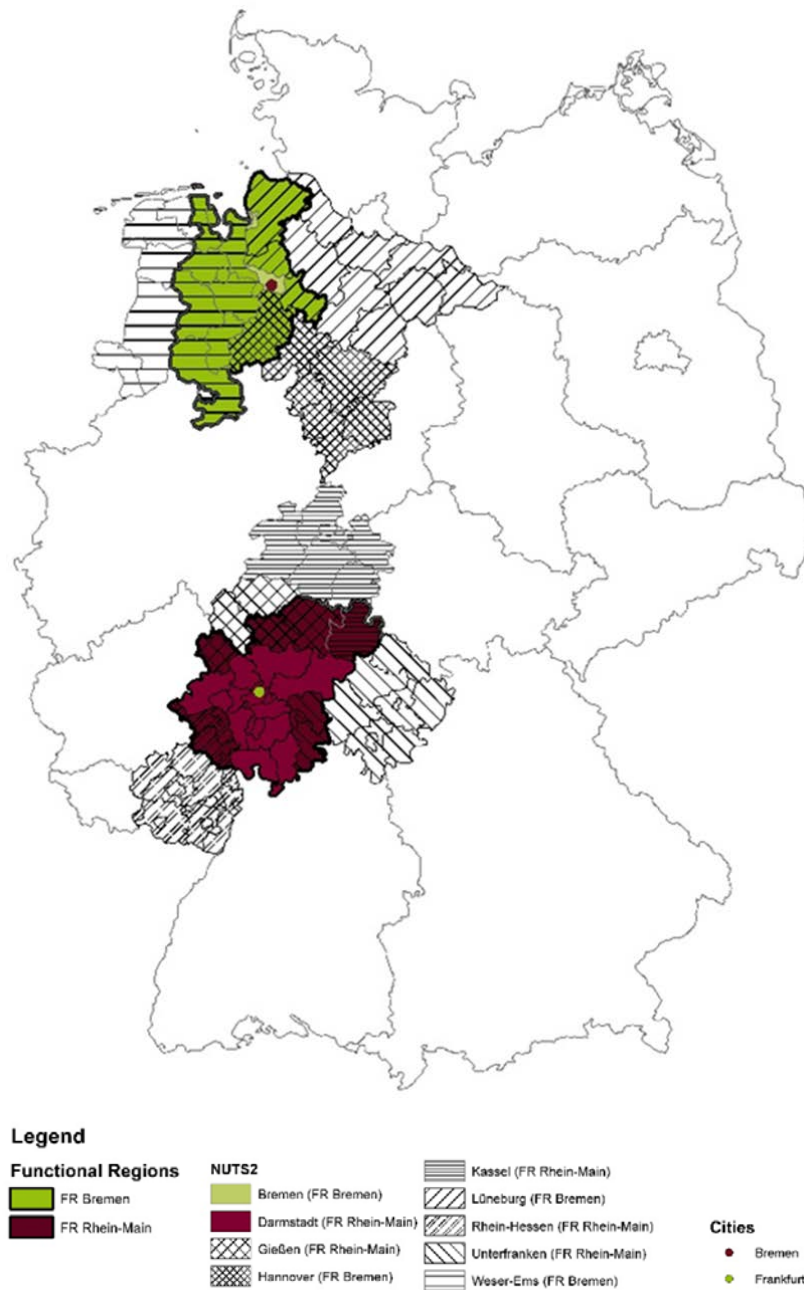 Legend
Functional Regions
FR Bremen
FR Rhein-Main
NUTS2
Bremen (FR Bremen)
Darmstadt (FR Rhein-Main)
Gießen (FR Rhein-Main)
Hannover (FR Bremen)
Kassel (FR Rhein-Main)
Lüneburg (FR Bremen)
Rhein-Hessen (FR Rhein-Main)
Unterfranken (FR Rhein-Main)
Weser-Ems (FR Bremen)
Cities
Bremen
Frankfurt